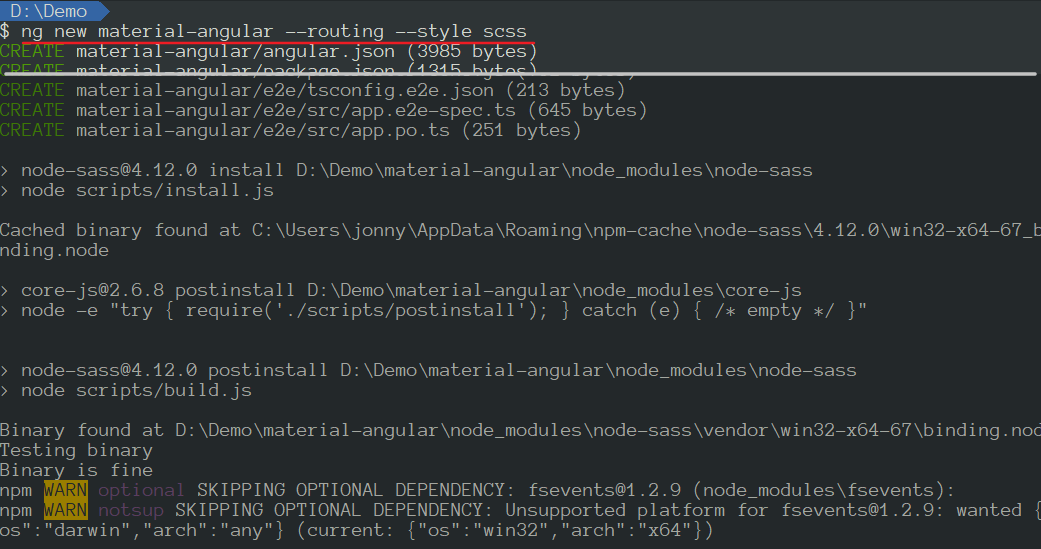 D:\Demo
$ ng new material-angular --routing --style scss
CREATE material-angular/angular.json (3985 bytes)
CREATE material-angular/package.json (1315 bytes)
CREATE material-angular/e2e/tsconfig.e2e.json (213 bytes)
CREATE material-angular/e2e/src/app.e2e-spec.ts (645 bytes)
CREATE material-angular/e2e/src/app.po.ts (251 bytes)
> node-sass@4.12.0 install D:\Demo\material-angular\node_modules\node-sass
> node scripts/install.js
Cached binary found at C:\Users\jonny\AppData\Roaming\npm-cache\node-sass\4.12.0\win32-x64-67_b
nding.node
> core-js@2.6.8 postinstall D:\Demo\material-angular\node_modules\core-js
> node -e "try { require('./scripts/postinstall'); } catch (e) { /* empty */ }"
> node-sass@4.12.0 postinstall D:\Demo\material-angular\node_modules\node-sass
> node scripts/build.js
Binary found at D:\Demo\material-angular\node_modules\node-sass\vendor\win32-x64-67\binding.nod
Testing binary
Binary is fine
npm WARN optional SKIPPING OPTIONAL DEPENDENCY: fsevents@1.2.9 (node_modules\fsevents):
npm WARN notsup SKIPPING OPTIONAL DEPENDENCY: Unsupported platform for fsevents@1.2.9: wanted {
os":"darwin","arch":"any"} (current: {"os":"win32","arch":"x64"})